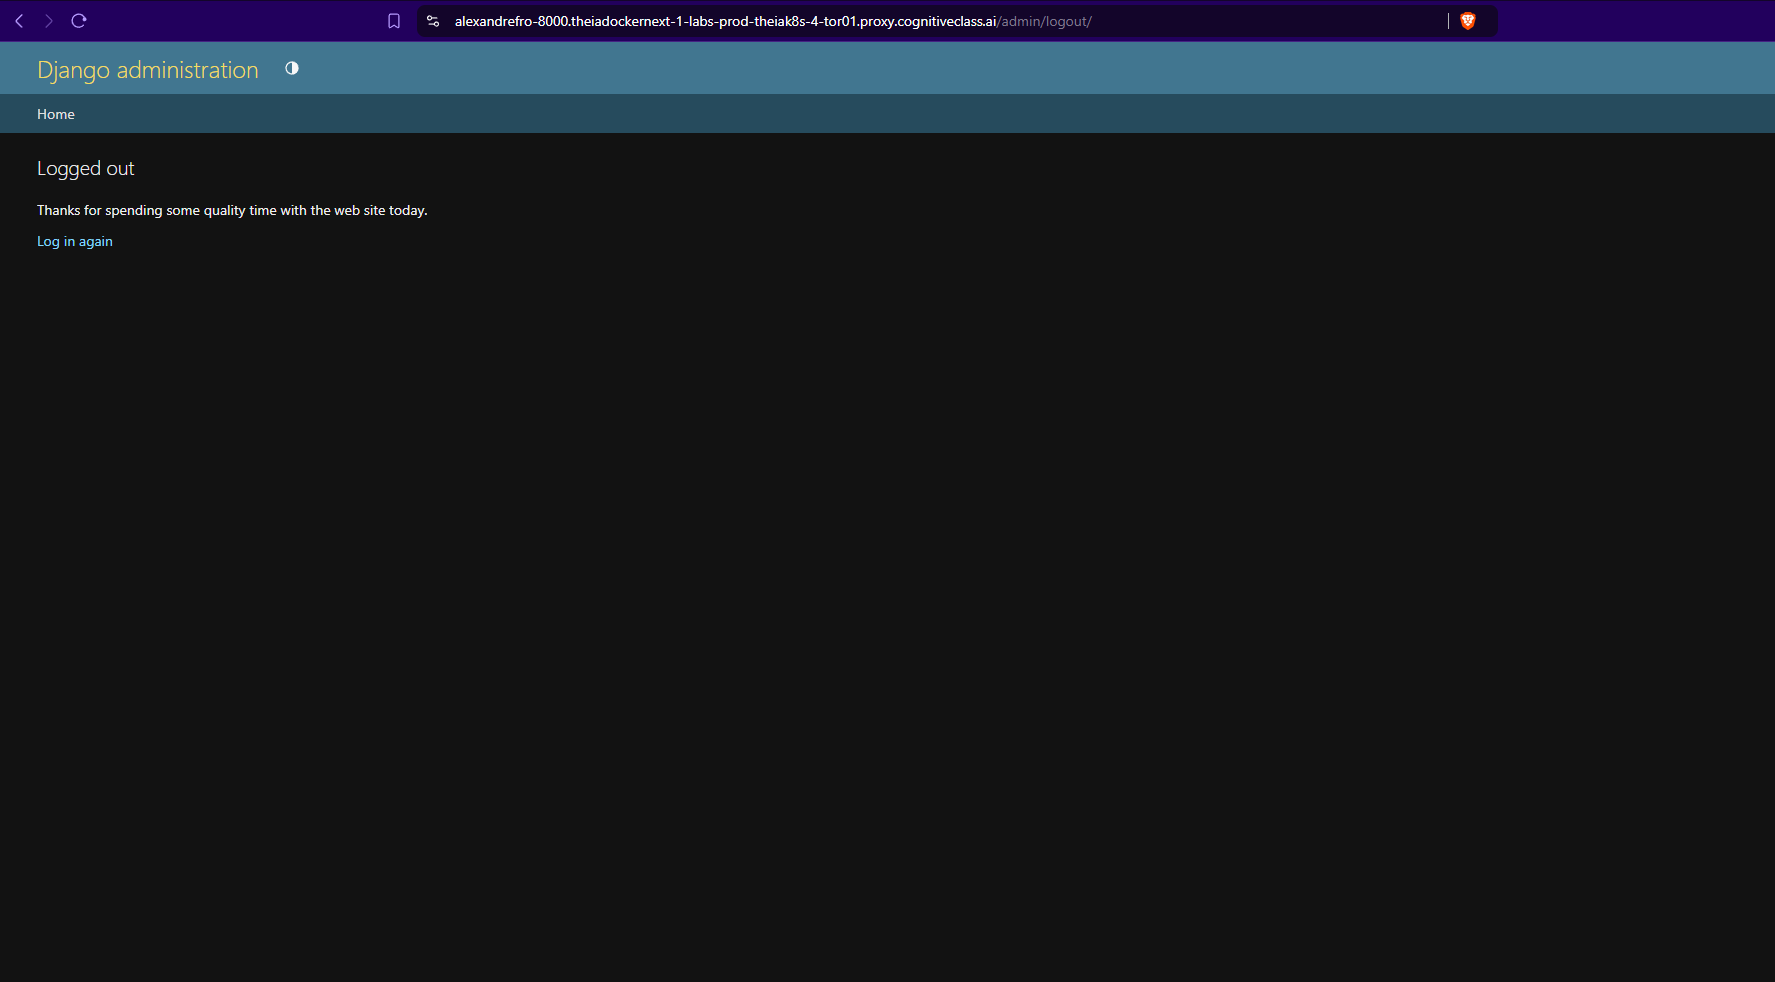 alexandrefro-8000.theiadockernext-1-labs-prod-theiak8s-4-tor01.proxy.cognitiveclass.ai/admin/logout/
Django administration
Home
Logged out
Thanks for spending some quality time with the web site today.
Log in again